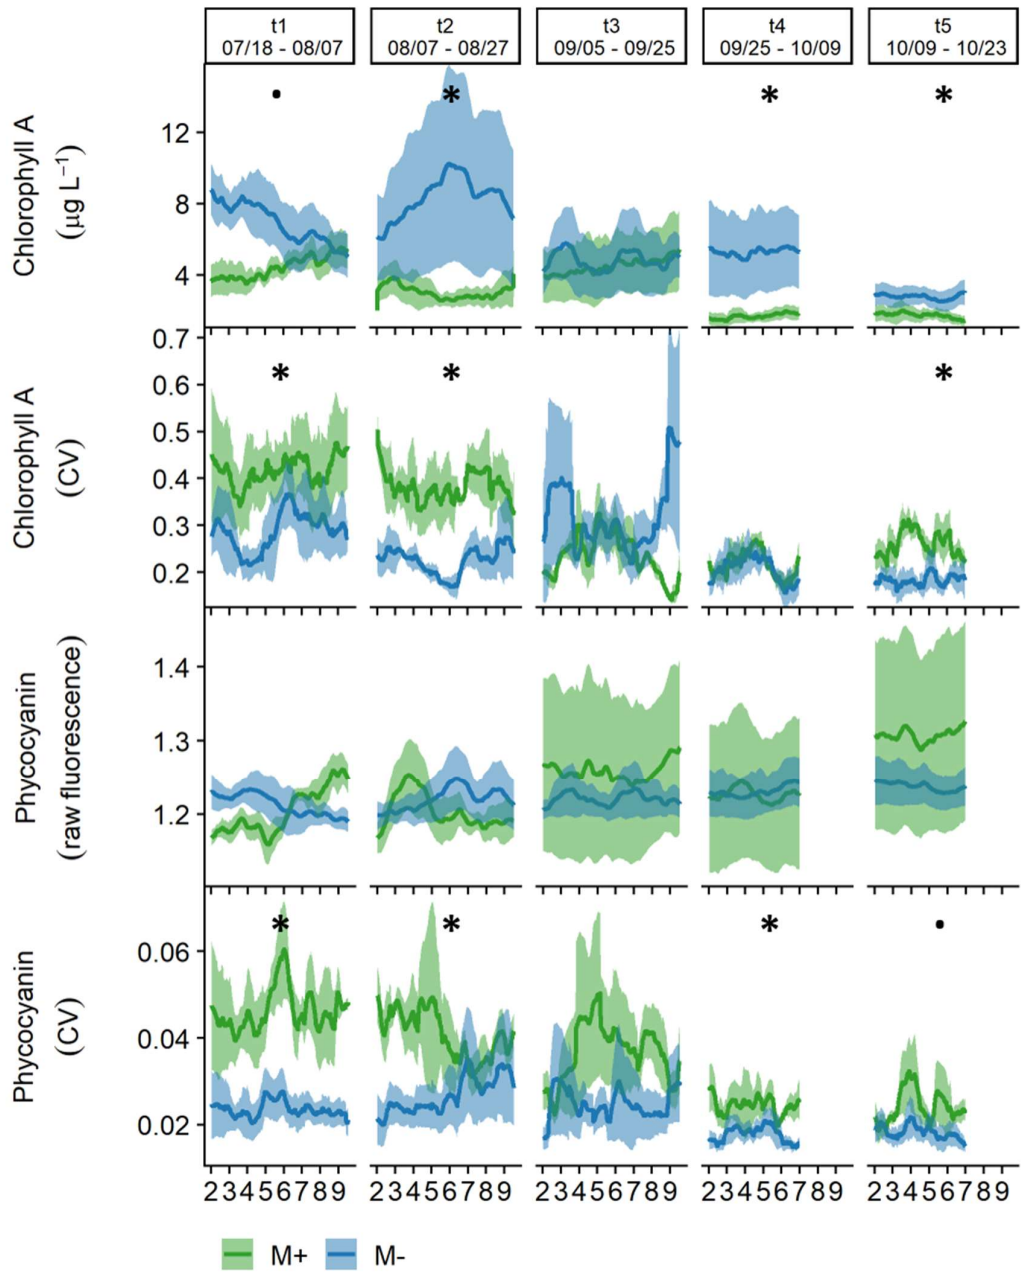 t1
07/18 - 08/07
t2
08/07 - 08/27
t3
09/05 - 09/25
t4
09/25 - 10/09
t5
10/09 - 10/23
Chlorophyll A
(µg L⁻¹)
12
8
4
• * * *
Chlorophyll A
(CV)
0.7
0.6
0.5
0.4
0.3
0.2
* * *
Phycocyanin
(raw fluorescence)
1.4
1.3
1.2
Phycocyanin
(CV)
0.06
0.04
0.02
* * * •
23456789 23456789 23456789 23456789 23456789
M+ M-